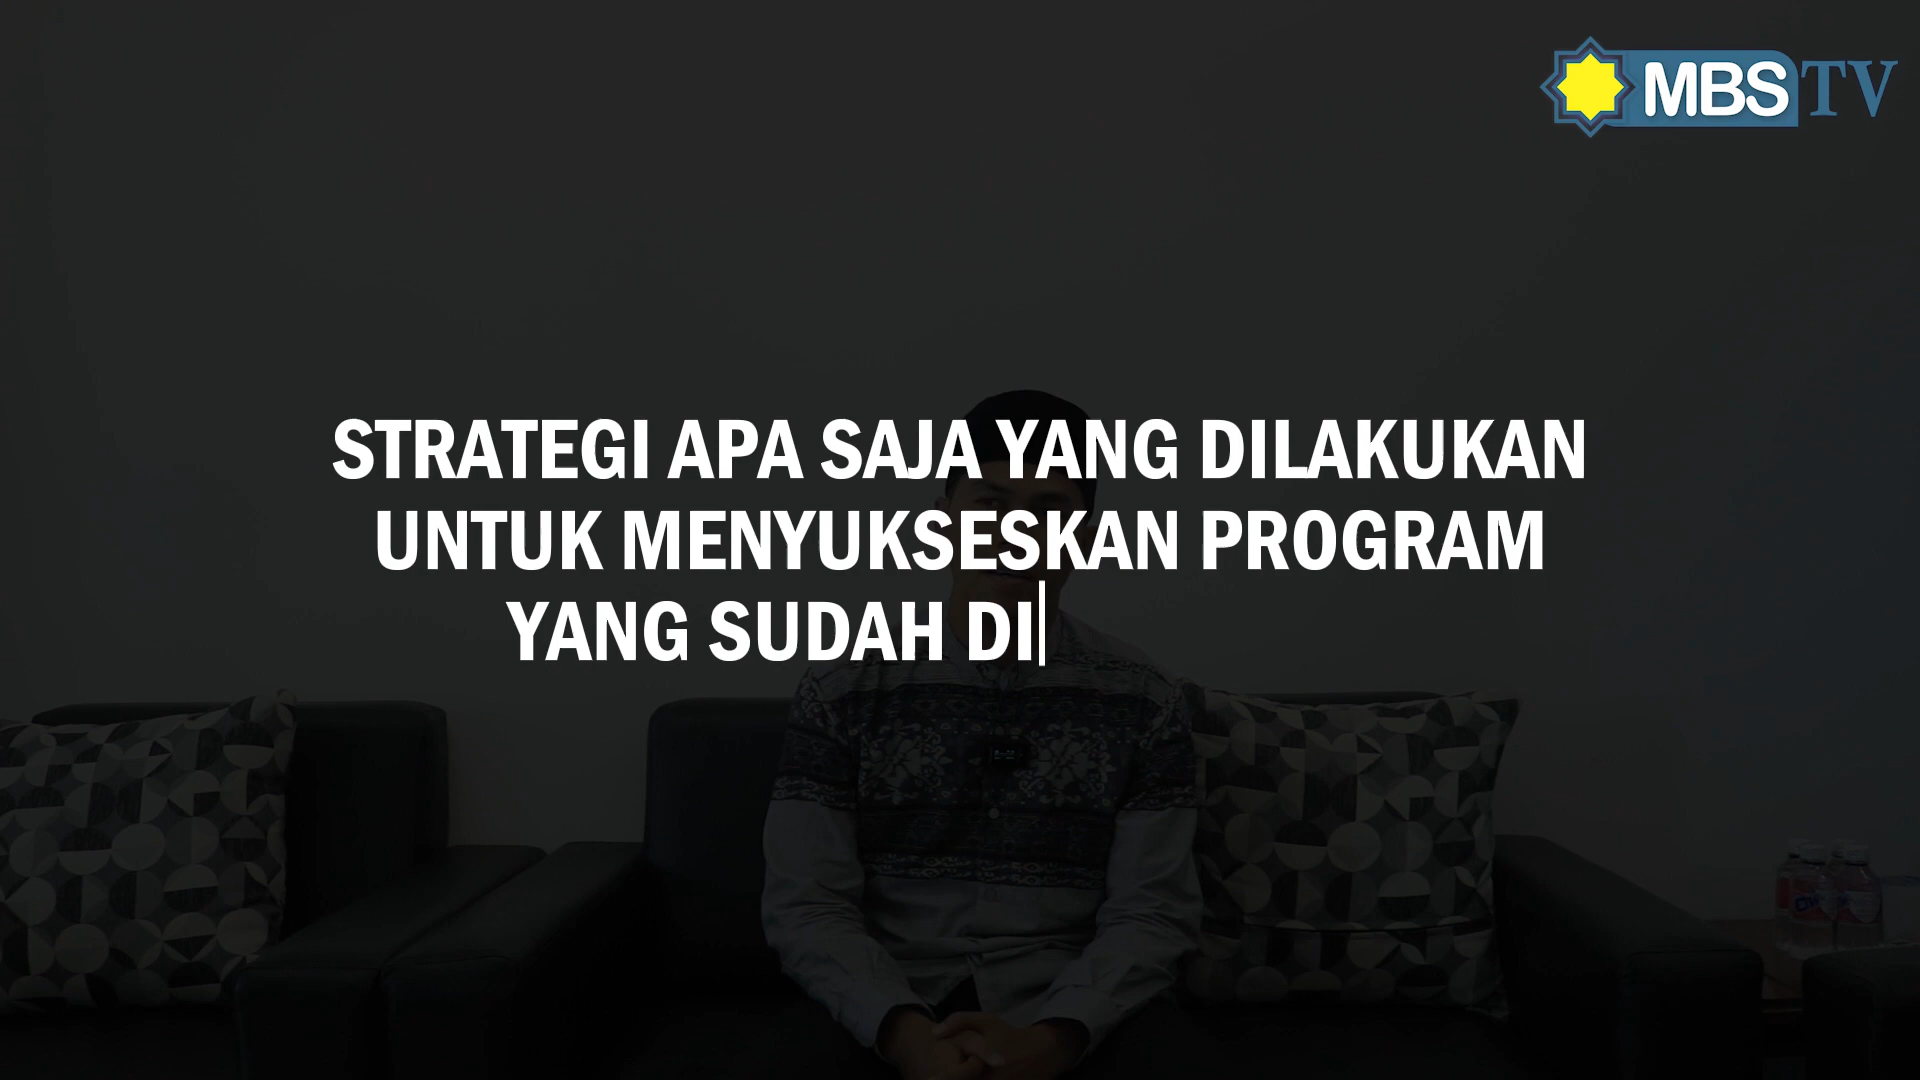 MBS TV
STRATEGI APA SAJA YANG DILAKUKAN
UNTUK MENYUKSESKAN PROGRAM
YANG SUDAH DI